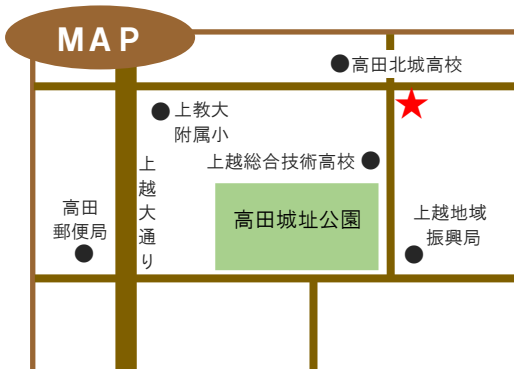 MAP
高田北城高校
上教大
附属小
上越総合技術高校
上越大通り
高田
郵便局
高田城址公園
上越地域
振興局